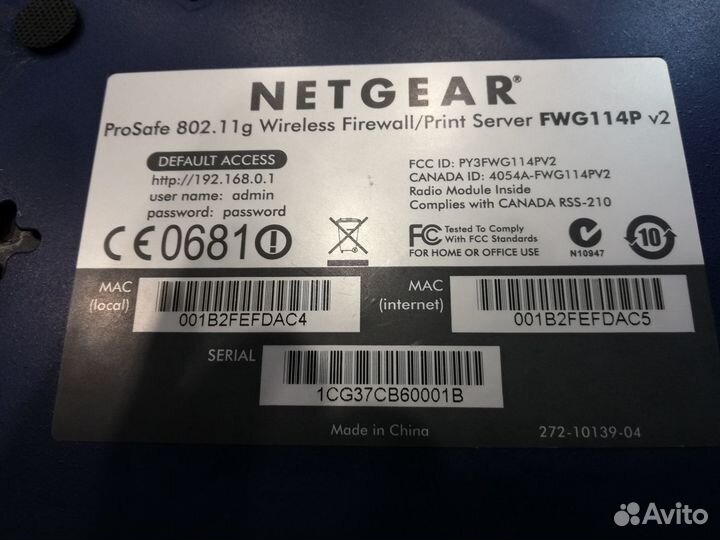 NETGEAR®
ProSafe 802.11g Wireless Firewall/Print Server FWG114P v2
DEFAULT ACCESS
http://192.168.0.1
user name: admin
password: password
FCC ID: PY3FWG114PV2
CANADA ID: 4054A-FWG114PV2
Radio Module Inside
Complies with CANADA RSS-210
CE0681
FC Tested To Comply
With FCC Standards
FOR HOME OR OFFICE USE
N10947
10
MAC
(local)
001B2FEFDAC4
MAC
(internet)
001B2FEFDAC5
SERIAL
1CG37CB60001B
Made in China
272-10139-04
Avito